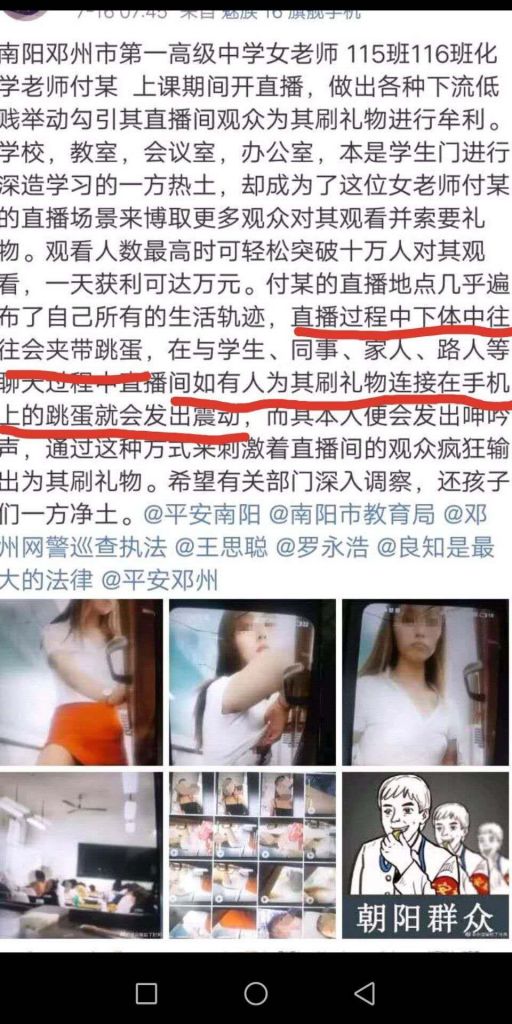 7-16 07:45 来自 魅族 16 旗舰手机
南阳邓州市第一高级中学女老师 115班116班化
学老师付某  上课期间开直播，做出各种下流低
贱举动勾引其直播间观众为其刷礼物进行牟利。
学校，教室，会议室，办公室，本是学生门进行
深造学习的一方热土，却成为了这位女老师付某
的直播场景来博取更多观众对其观看并索要礼
物。观看人数最高时可轻松突破十万人对其观
看，一天获利可达万元。付某的直播地点几乎遍
布了自己所有的生活轨迹，直播过程中下体中往
往会夹带跳蛋，在与学生、同事、家人、路人等
聊天过程中直播间如有人为其刷礼物连接在手机
上的跳蛋就会发出震动，而其本人便会发出呻吟
声，通过这种方式来刺激着直播间的观众疯狂输
出为其刷礼物。希望有关部门深入调察，还孩子
们一方净土。@平安南阳 @南阳市教育局 @邓
州网警巡查执法 @王思聪 @罗永浩 @良知是最
大的法律 @平安邓州
朝阳群众